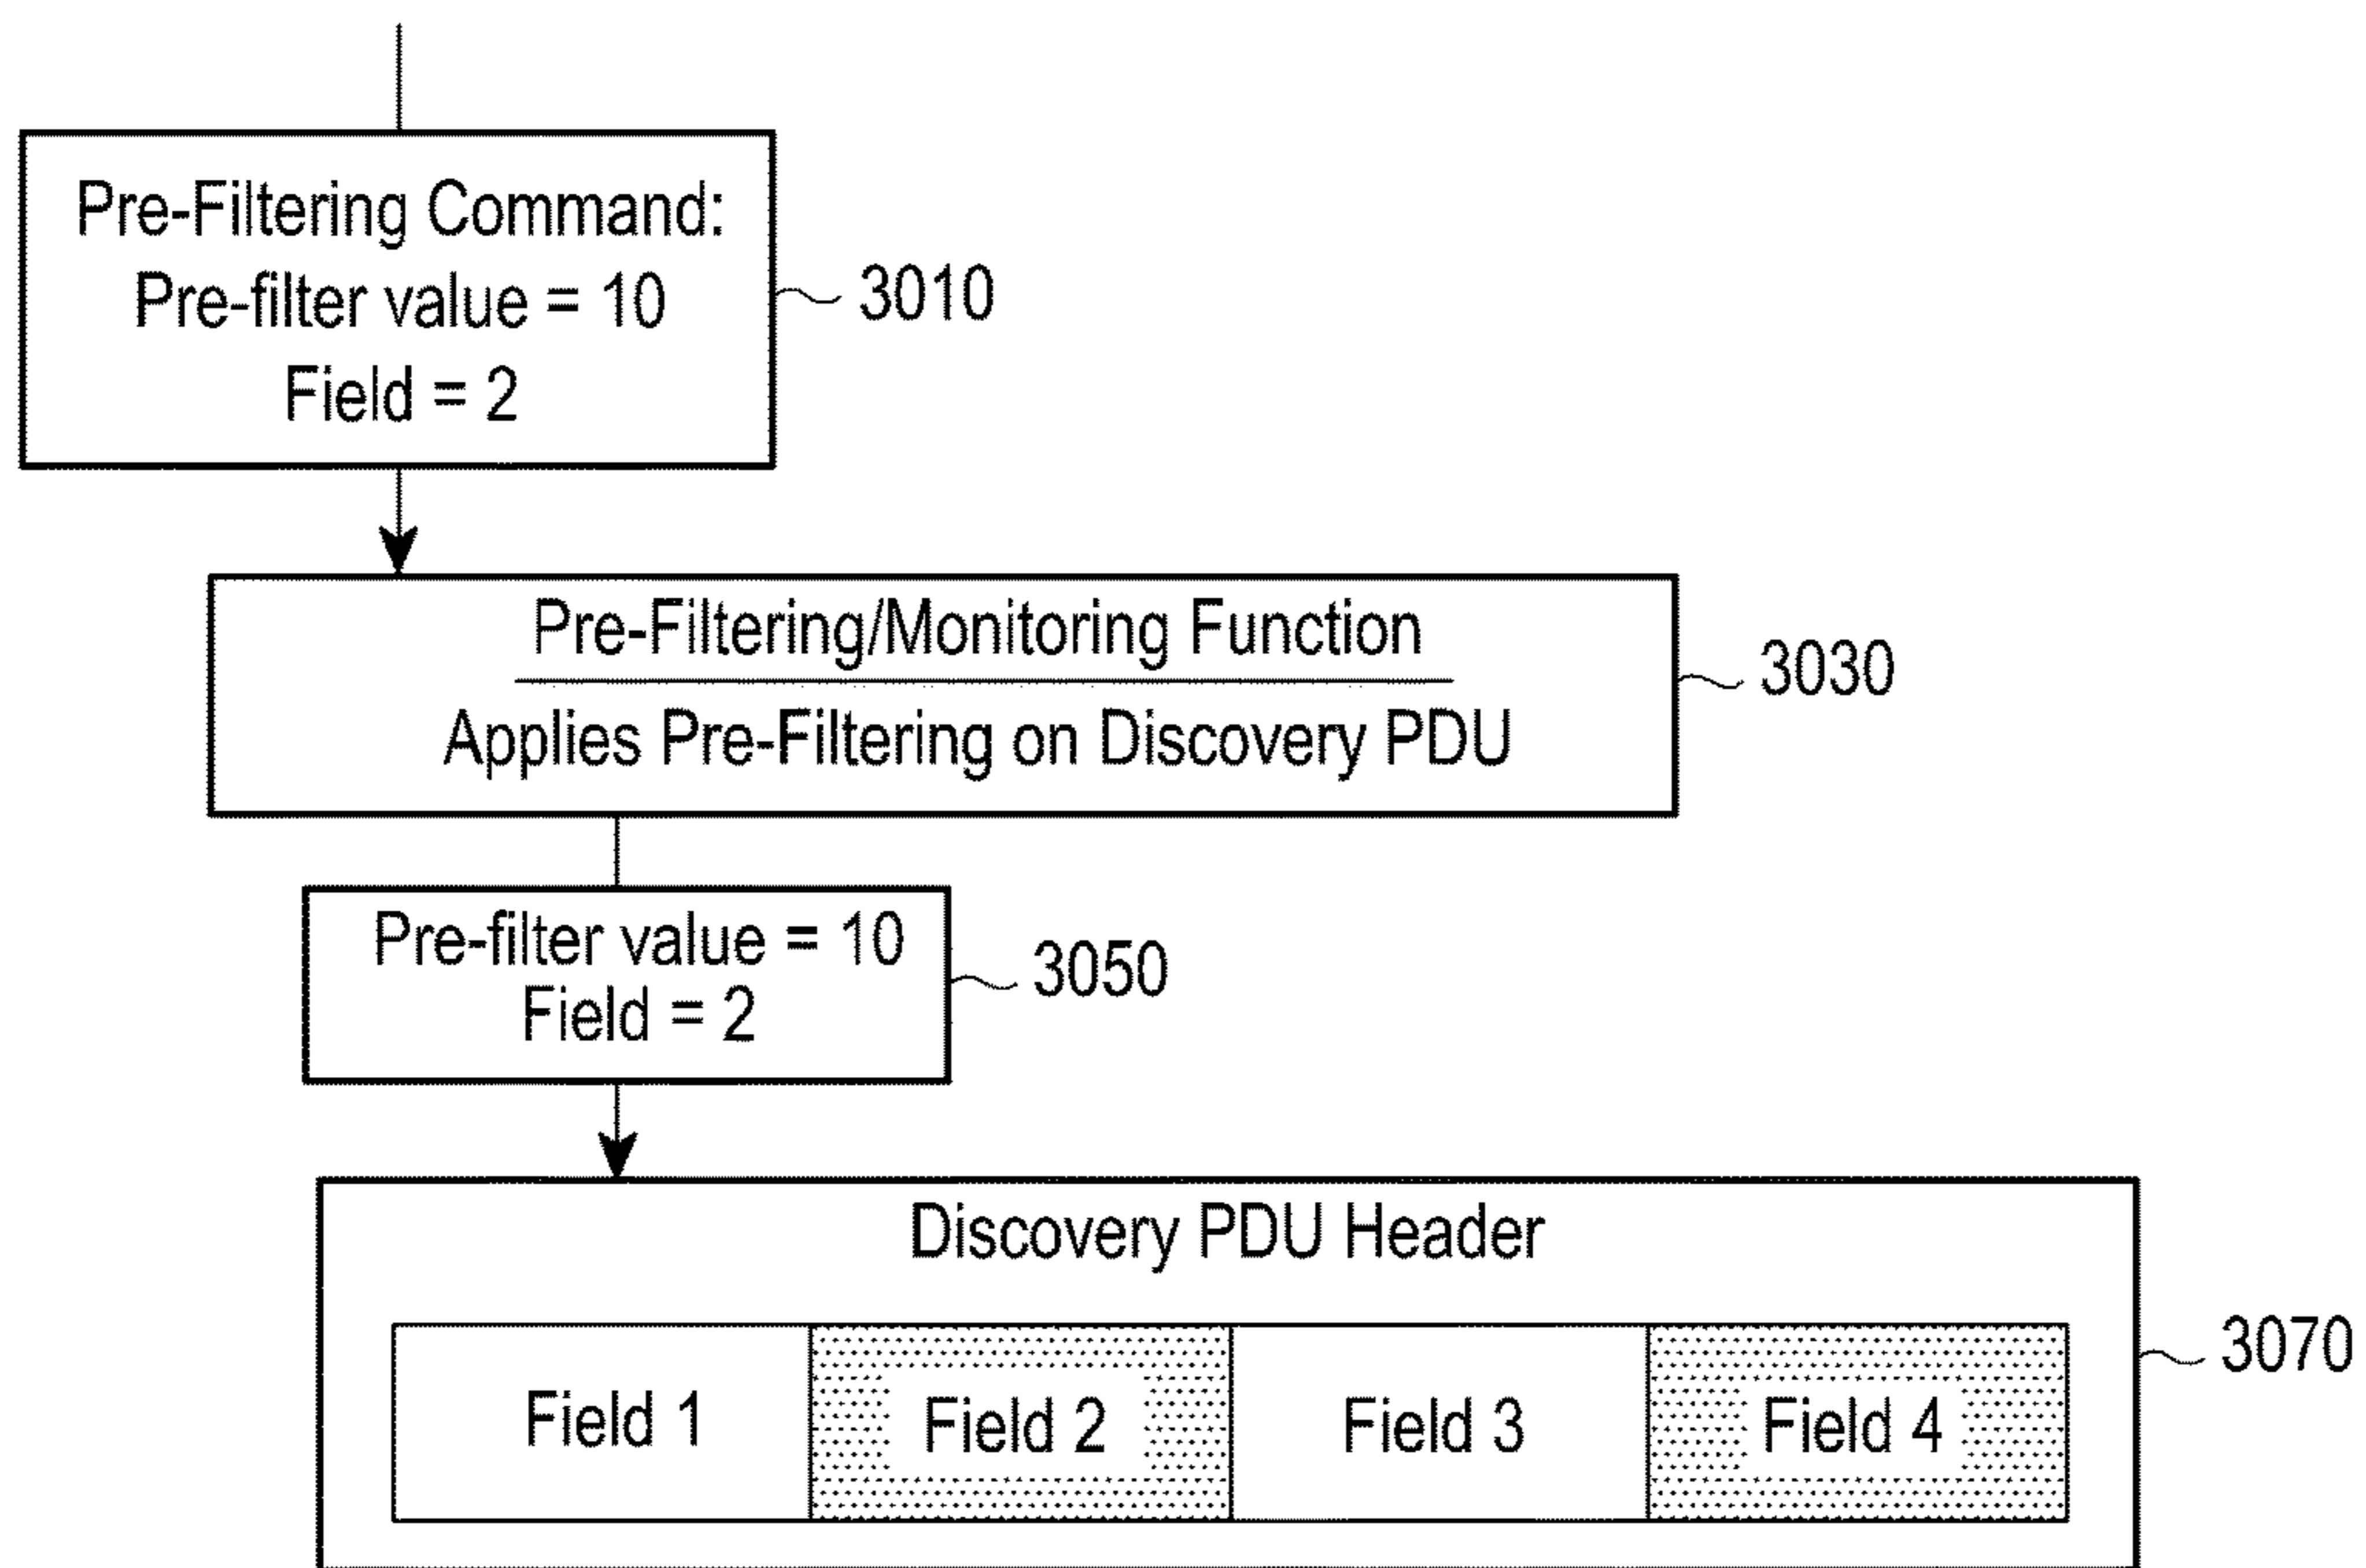 Pre-Filtering Command:
Pre-filter value = 10
Field = 2
3010
Pre-Filtering/Monitoring Function
Applies Pre-Filtering on Discovery PDU
3030
Pre-filter value = 10
Field = 2
3050
Discovery PDU Header
Field 1 Field 2 Field 3 Field 4
3070